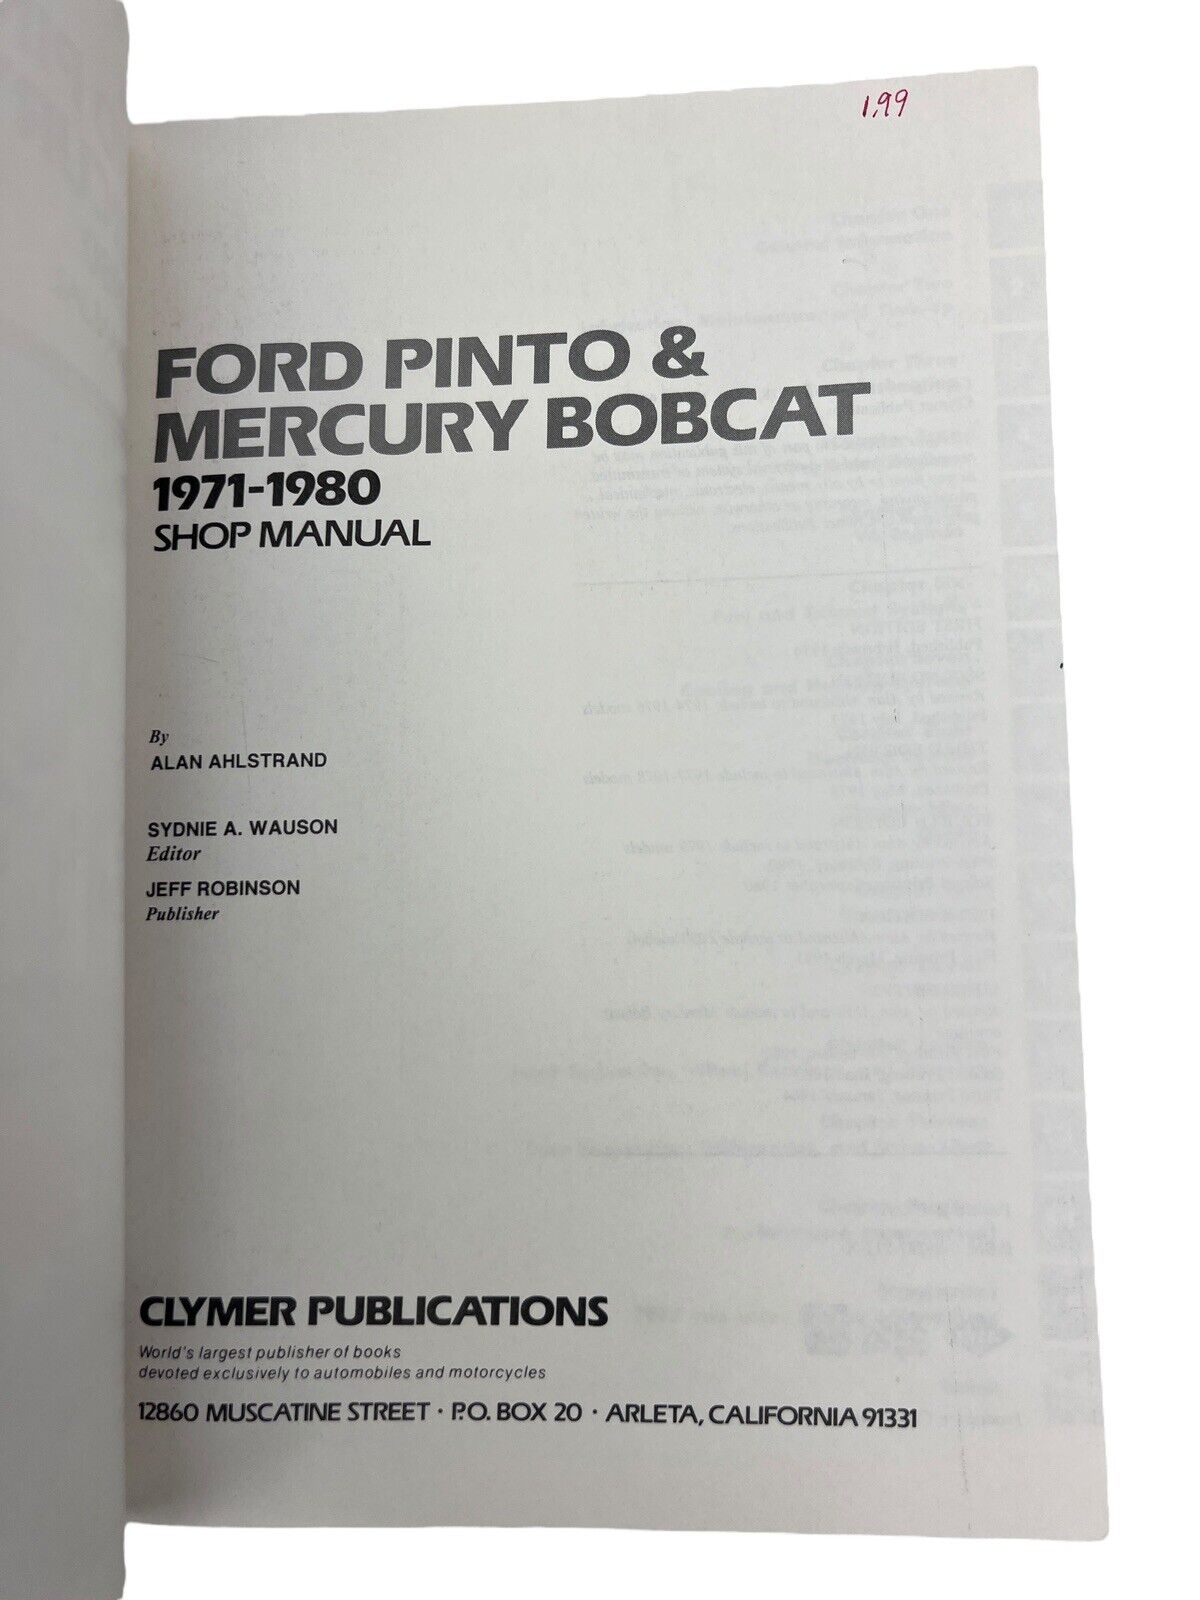 1.99
FORD PINTO &
MERCURY BOBCAT
1971-1980
SHOP MANUAL
By
ALAN AHLSTRAND
SYDNIE A. WAUSON
Editor
JEFF ROBINSON
Publisher
CLYMER PUBLICATIONS
World's largest publisher of books
devoted exclusively to automobiles and motorcycles
12860 MUSCATINE STREET · P.O. BOX 20 · ARLETA, CALIFORNIA 91331